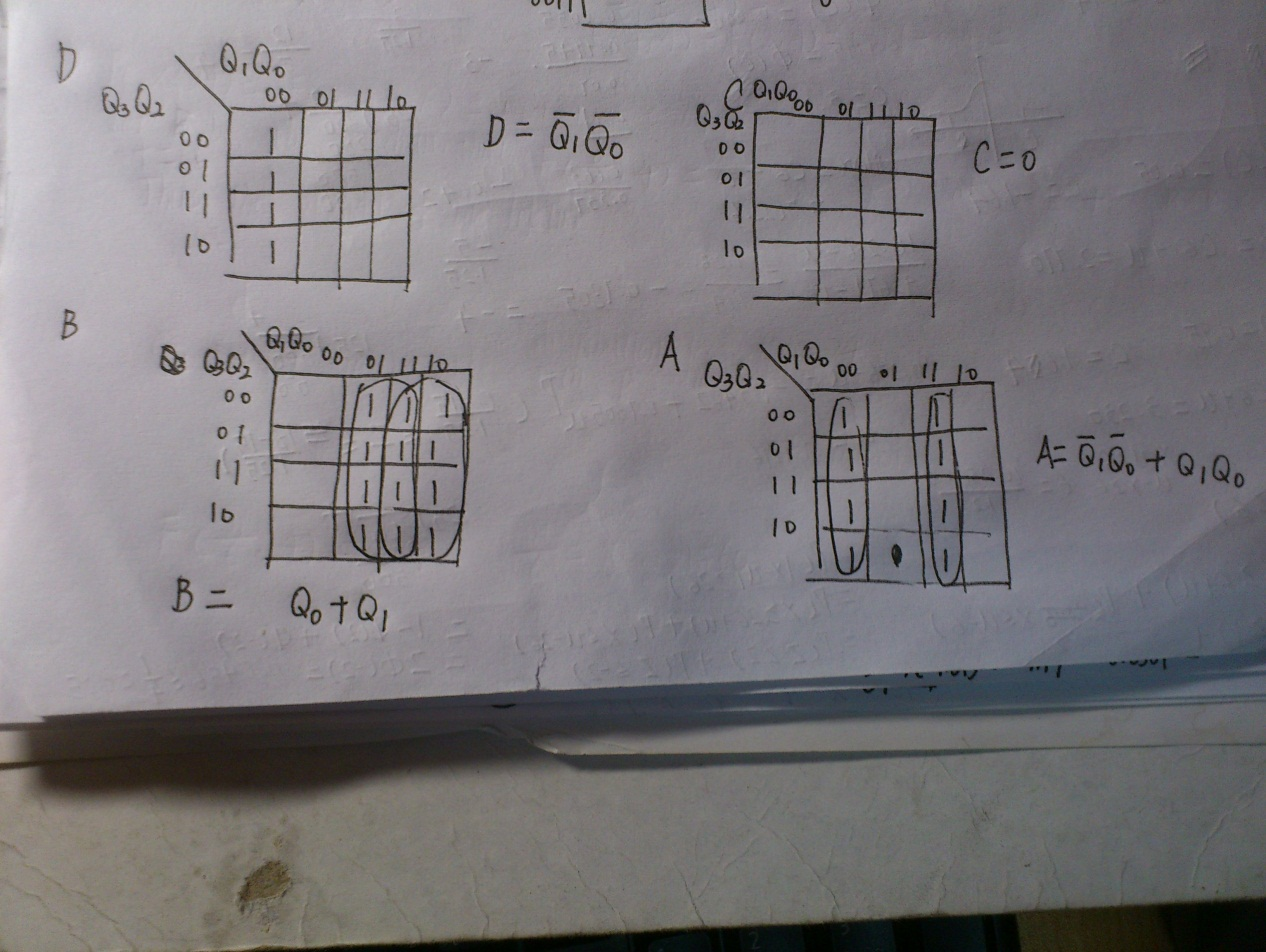 D
Q₁Q₀
Q₃Q₂
00 01 11 10
00 1
01 1
11 1
10 1
D = Q̅₁Q̅₀
C Q₁Q₀
Q₃Q₂
00 01 11 10
00
01
11
10
C=0
B
Q₁Q₀
Q₃Q₂
00 01 11 10
00 1 1 1
01 1 1 1
11 1 1 1
10 1 1 1
B = Q₀+Q₁
A
Q₁Q₀
Q₃Q₂
00 01 11 10
00 1 1
01 1 1
11 1 1
10 1 1
A= Q̅₁Q̅₀ + Q₁Q₀